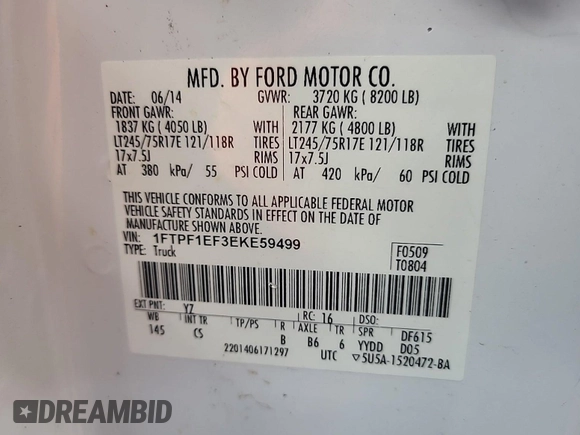 MFD. BY FORD MOTOR CO.
DATE: 06/14 GVWR: 3720 KG ( 8200 LB)
FRONT GAWR: REAR GAWR:
1837 KG ( 4050 LB) WITH 2177 KG ( 4800 LB) WITH
LT245/75R17E 121/118R TIRES LT245/75R17E 121/118R TIRES
17x7.5J RIMS 17x7.5J RIMS
AT 380 kPa/ 55 PSI COLD AT 420 kPa/ 60 PSI COLD
THIS VEHICLE CONFORMS TO ALL APPLICABLE FEDERAL MOTOR
VEHICLE SAFETY STANDARDS IN EFFECT ON THE DATE OF
MANUFACTURE SHOWN ABOVE.
VIN: 1FTPF1EF3EKE59499 F0509
TYPE: Truck T0804
EXT PNT: YZ RC: 16 DSO:
WB INT TR TP/PS R AXLE TR SPR DF615
145 CS B B6 6 YYDD D05
2201406171297 UTC ▽5U5A-1520472-BA
DREAMBID